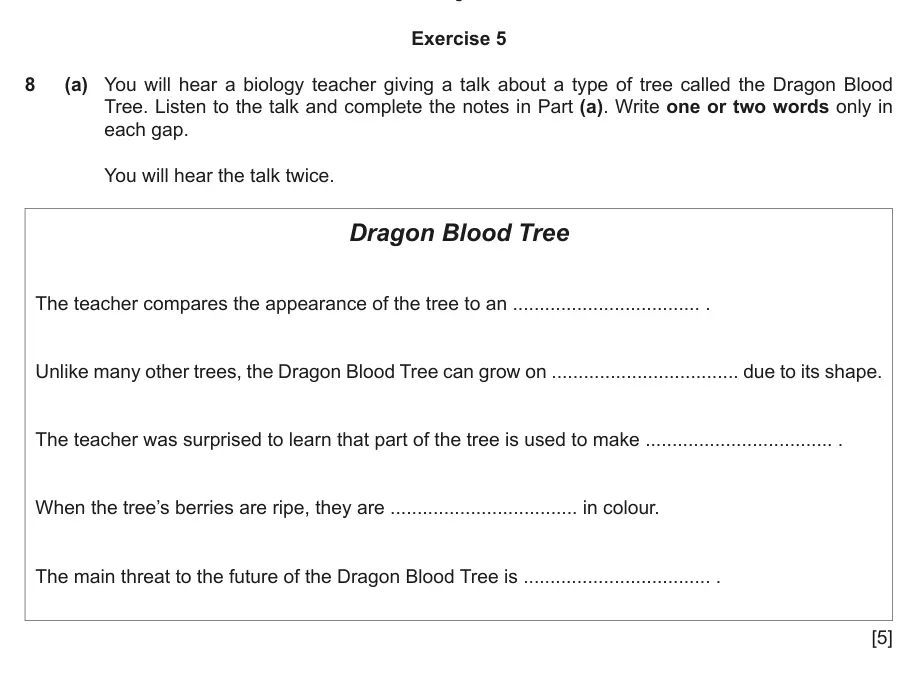 Exercise 5
8 (a) You will hear a biology teacher giving a talk about a type of tree called the Dragon Blood
Tree. Listen to the talk and complete the notes in Part (a). Write one or two words only in
each gap.
You will hear the talk twice.
Dragon Blood Tree
The teacher compares the appearance of the tree to an ................................... .
Unlike many other trees, the Dragon Blood Tree can grow on ................................... due to its shape.
The teacher was surprised to learn that part of the tree is used to make ................................... .
When the tree’s berries are ripe, they are ................................... in colour.
The main threat to the future of the Dragon Blood Tree is ................................... .
[5]